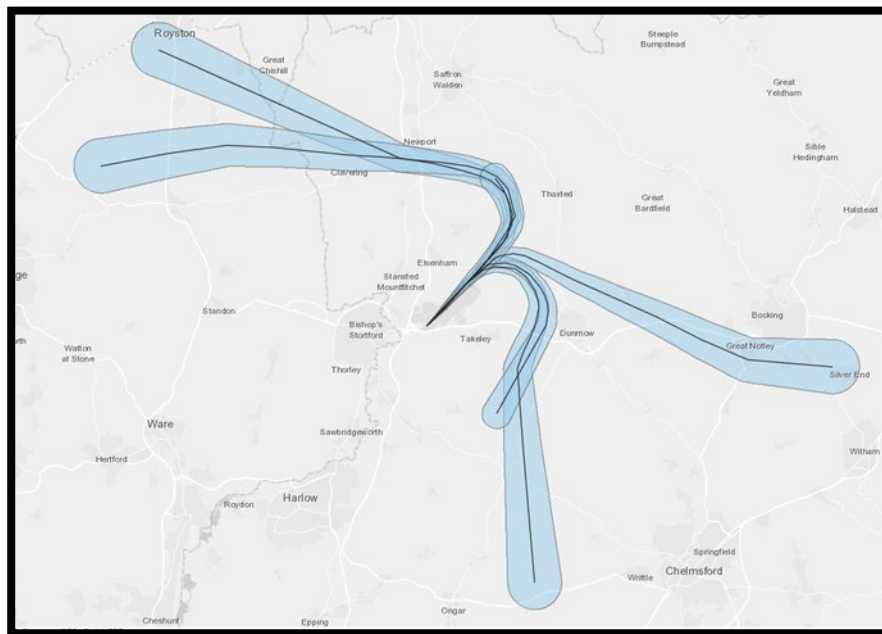 Royston
Steeple
Bumpstead
Great
Chishill
Saffron
Walden
Great
Yeldham
Newport
Sible
Hedingham
Clavering
Thaxted
Great
Bardfield
Halstead
Elsenham
ge
Stansted
Mountfitchet
Standon
Bishop's
Stortford
Takeley
Dunmow
Bocking
Watton
at Stone
Great Notley
Thorley
Silver End
Ware
Sawbridgeworth
Witham
Hertford
Harlow
Roydon
Springfield
Chelmsford
Writtle
Ongar
Cheshunt
Epping